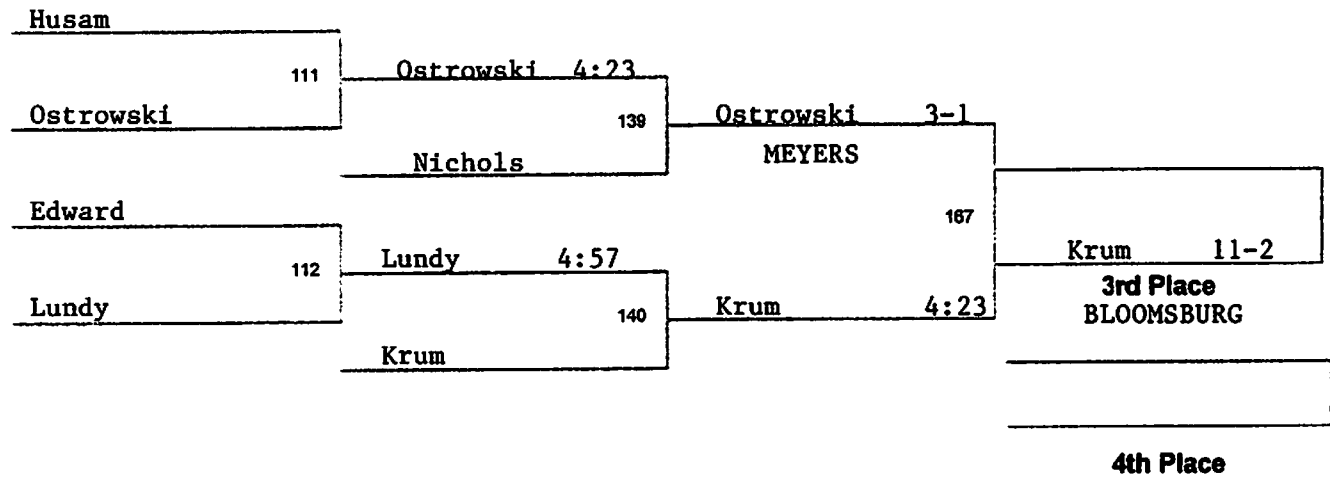 Husam
111
Ostrowski 4:23
Ostrowski
139
Ostrowski 3-1
MEYERS
Nichols
Edward
167
112
Lundy 4:57
Krum 11-2
3rd Place
BLOOMSBURG
Lundy
140
Krum 4:23
Krum
4th Place